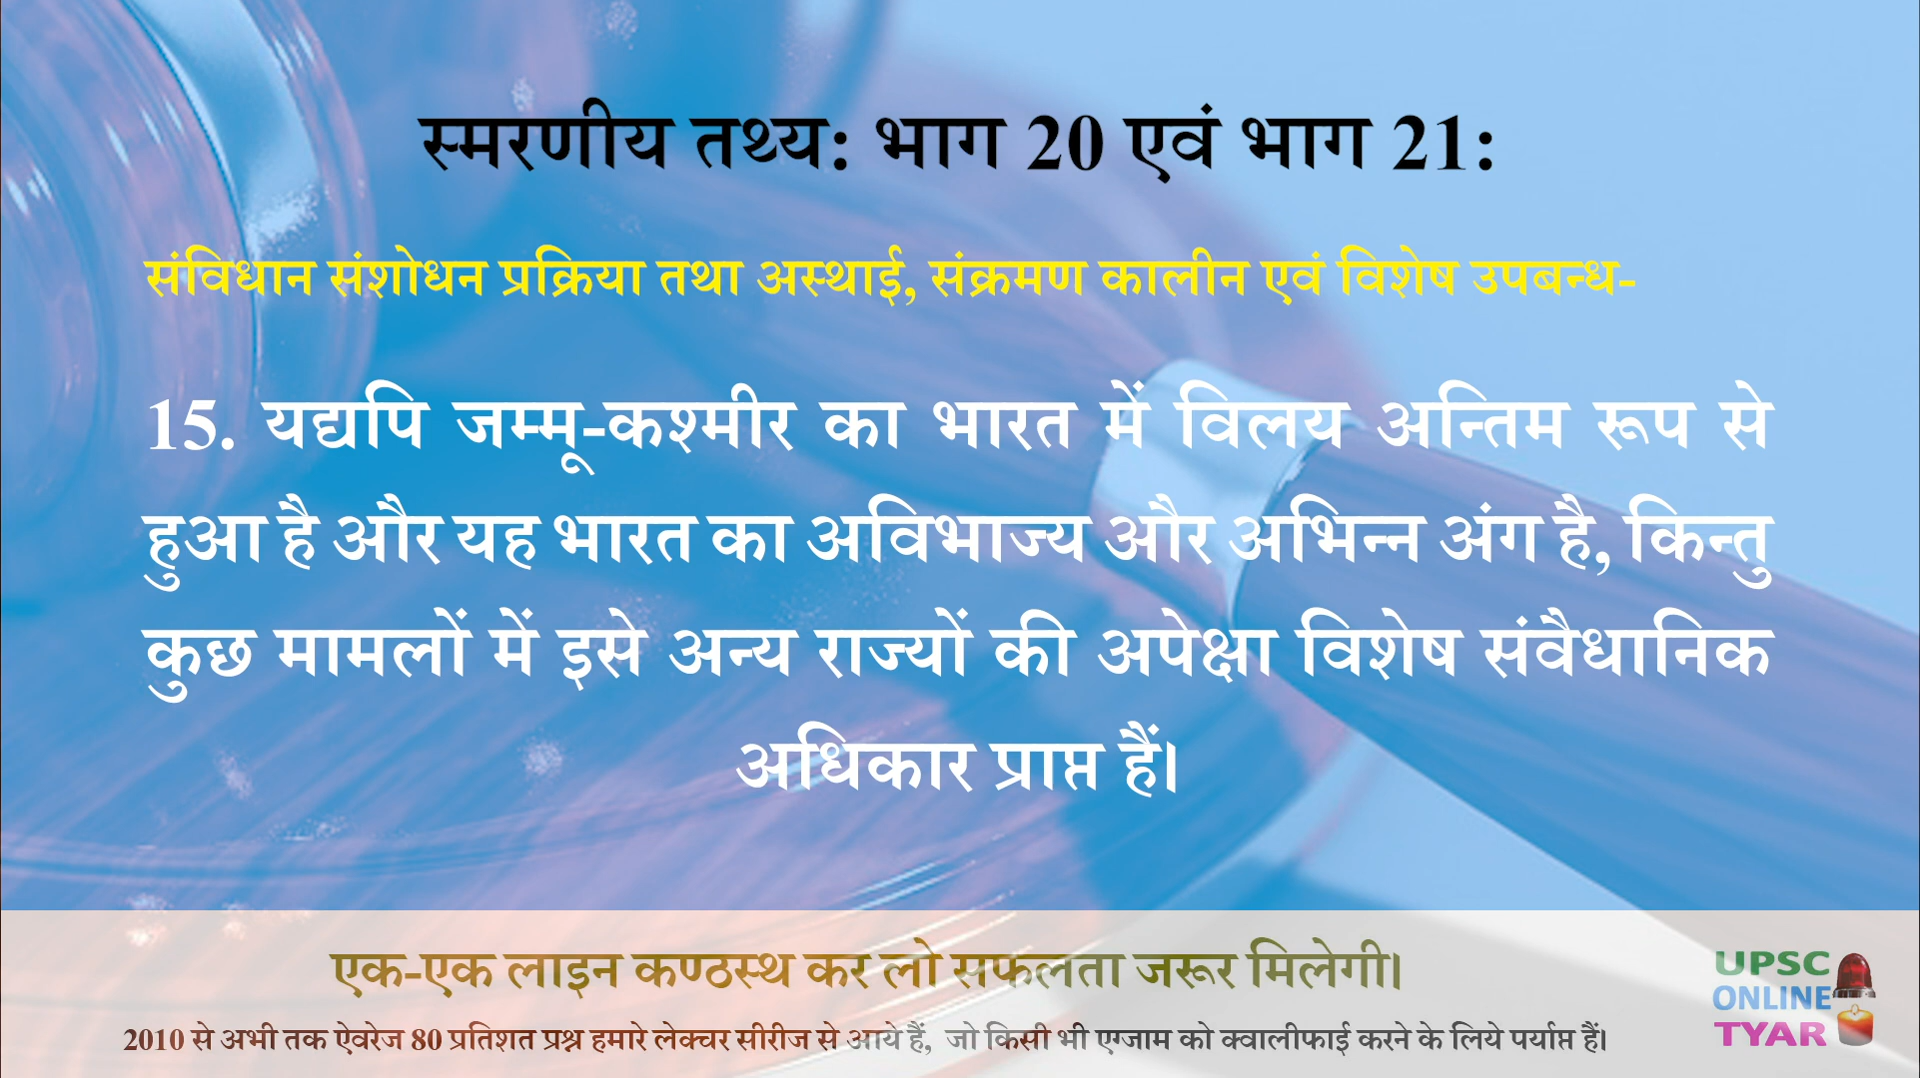 स्मरणीय तथ्य: भाग 20 एवं भाग 21:
संविधान संशोधन प्रक्रिया तथा अस्थाई, संक्रमण कालीन एवं विशेष उपबन्ध-
15. यद्यपि जम्मू-कश्मीर का भारत में विलय अन्तिम रूप से
हुआ है और यह भारत का अविभाज्य और अभिन्न अंग है, किन्तु
कुछ मामलों में इसे अन्य राज्यों की अपेक्षा विशेष संवैधानिक
अधिकार प्राप्त हैं।
एक-एक लाइन कण्ठस्थ कर लो सफलता जरूर मिलेगी।
2010 से अभी तक ऐवरेज 80 प्रतिशत प्रश्न हमारे लेक्चर सीरीज से आये हैं, जो किसी भी एग्जाम को क्वालीफाई करने के लिये पर्याप्त हैं।
UPSC
ONLINE
TYAR